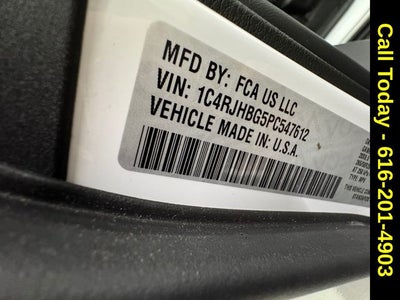 MFD BY: FCA US LLC
VIN: 1C4RJHBG5PC547612
VEHICLE MADE IN: U.S.A.
Call Today - 616-201-4903